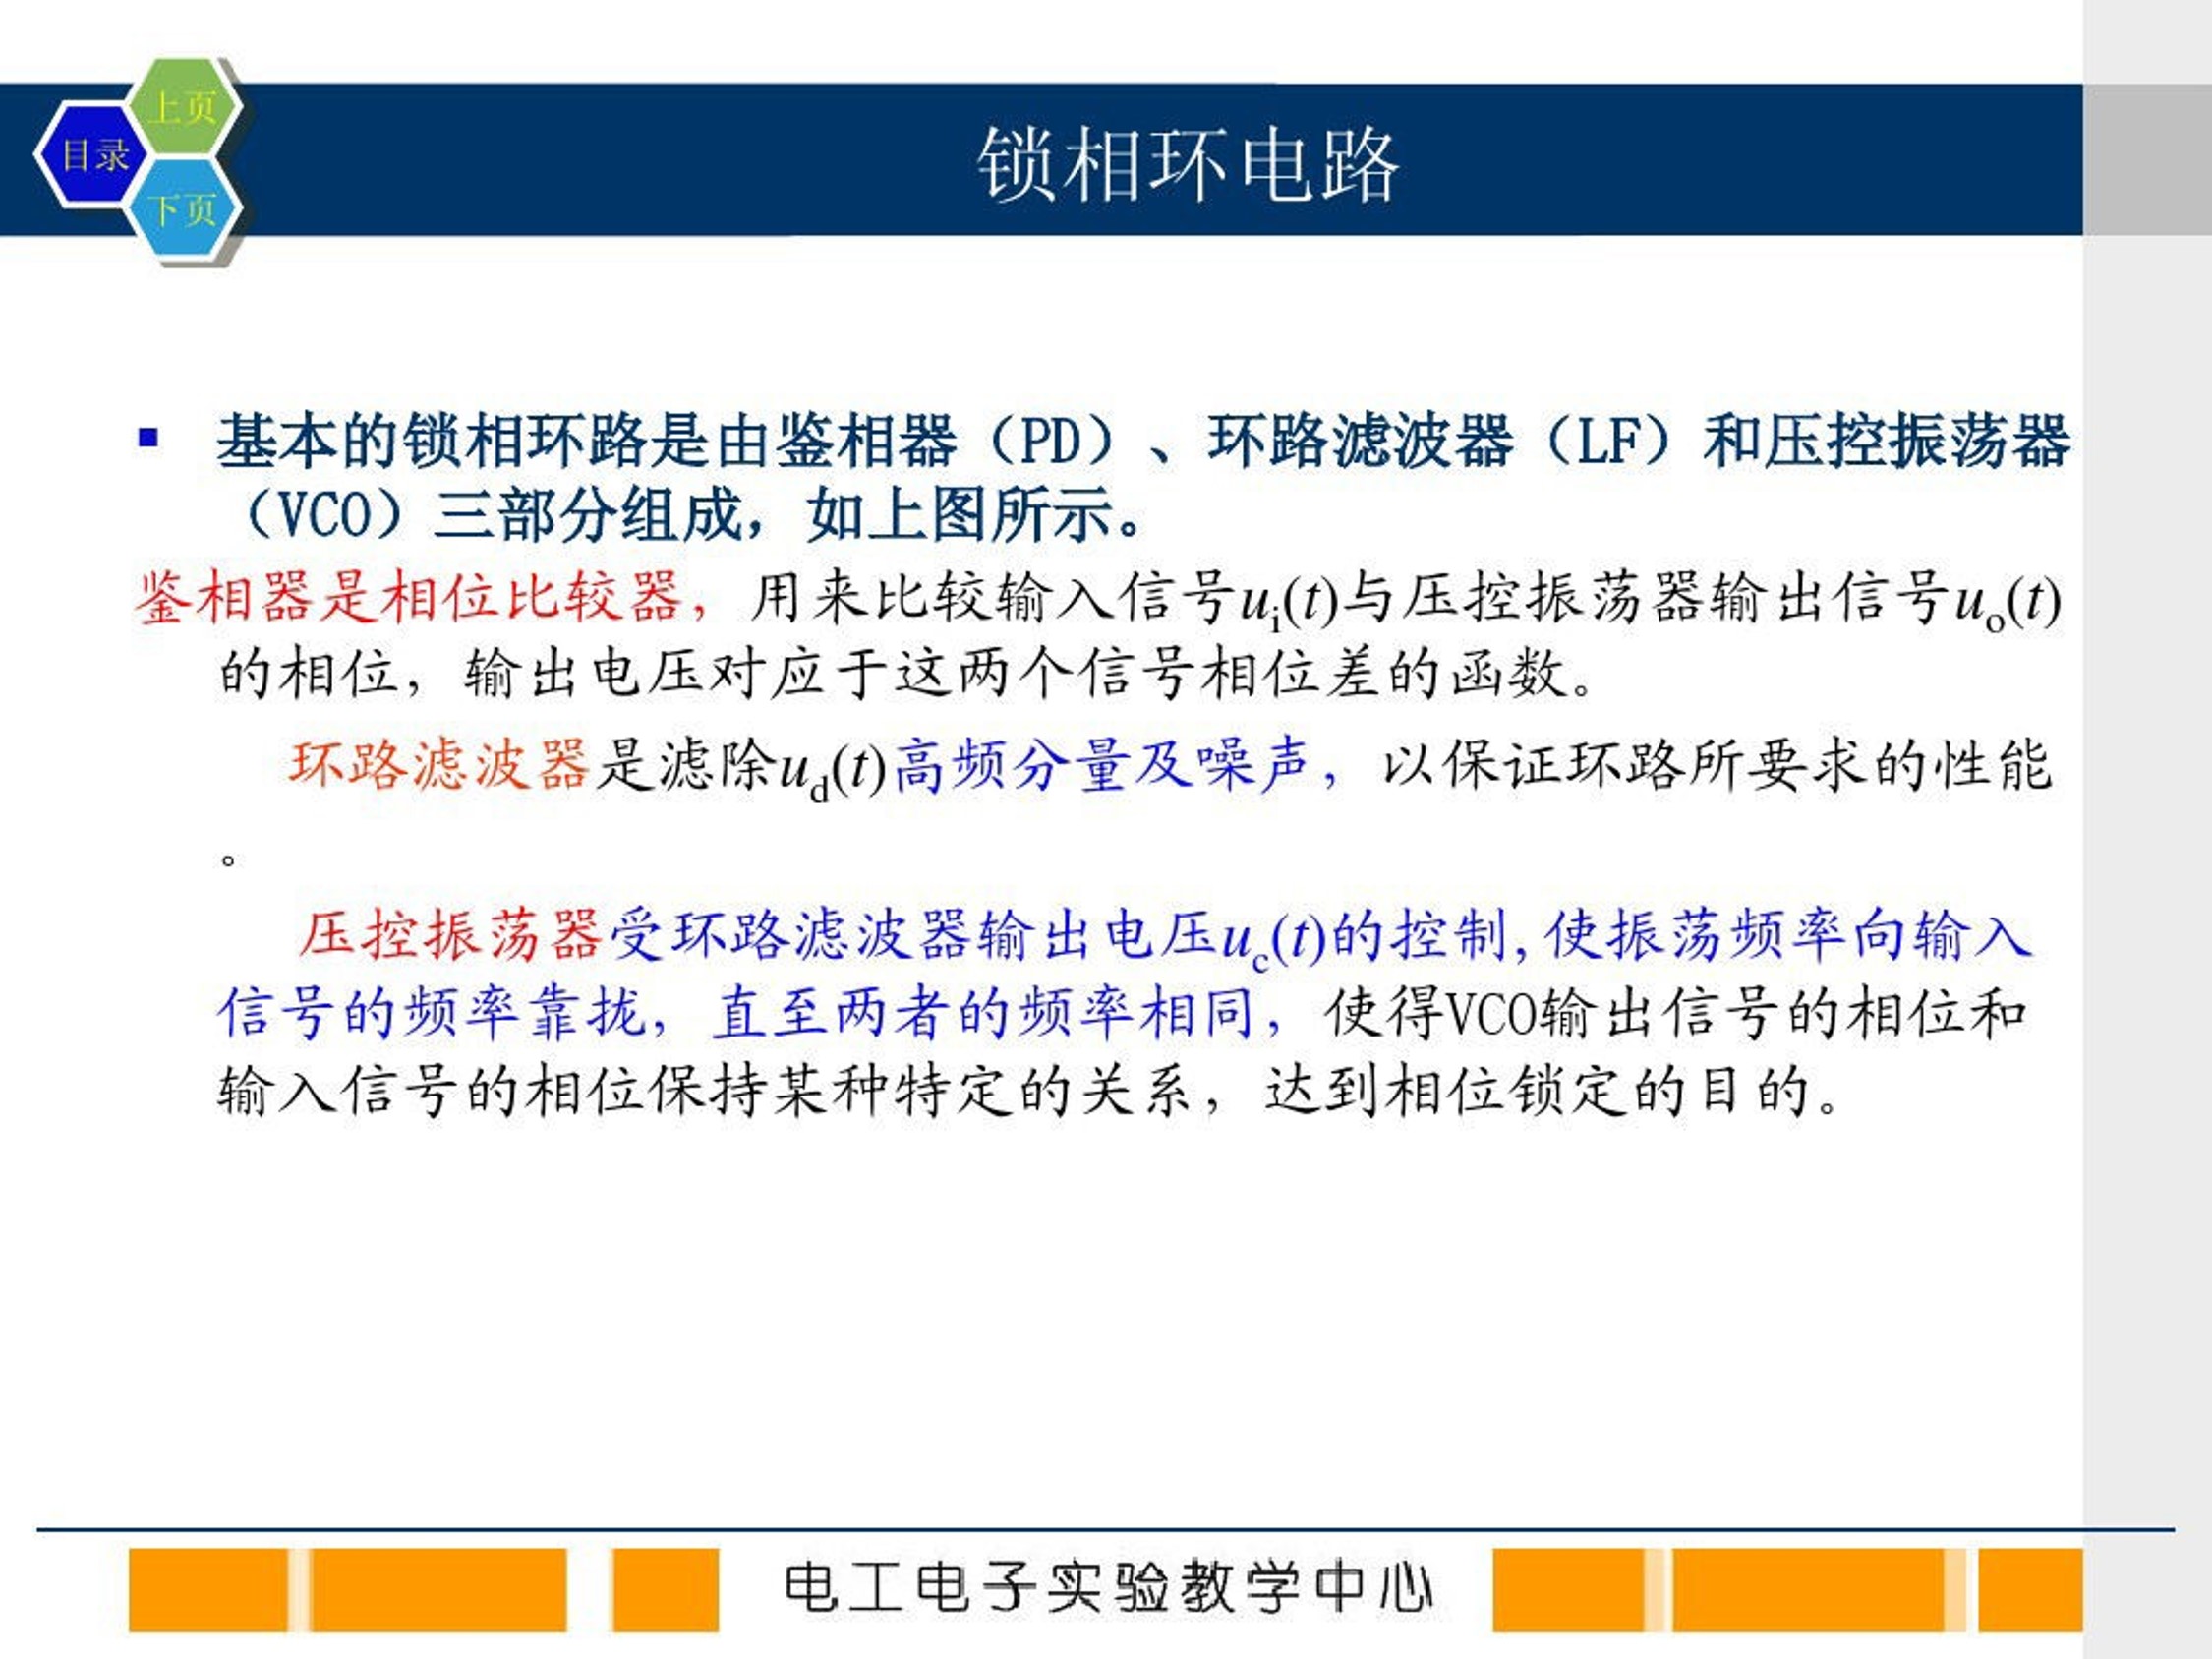 上页
目录
下页
锁相环电路
▪ 基本的锁相环路是由鉴相器（PD）、环路滤波器（LF）和压控振荡器
（VCO）三部分组成，如上图所示。
鉴相器是相位比较器，用来比较输入信号ui(t)与压控振荡器输出信号uo(t)
的相位，输出电压对应于这两个信号相位差的函数。
环路滤波器是滤除ud(t)高频分量及噪声，以保证环路所要求的性能
。
压控振荡器受环路滤波器输出电压uc(t)的控制,使振荡频率向输入
信号的频率靠拢，直至两者的频率相同，使得VCO输出信号的相位和
输入信号的相位保持某种特定的关系，达到相位锁定的目的。
电工电子实验教学中心